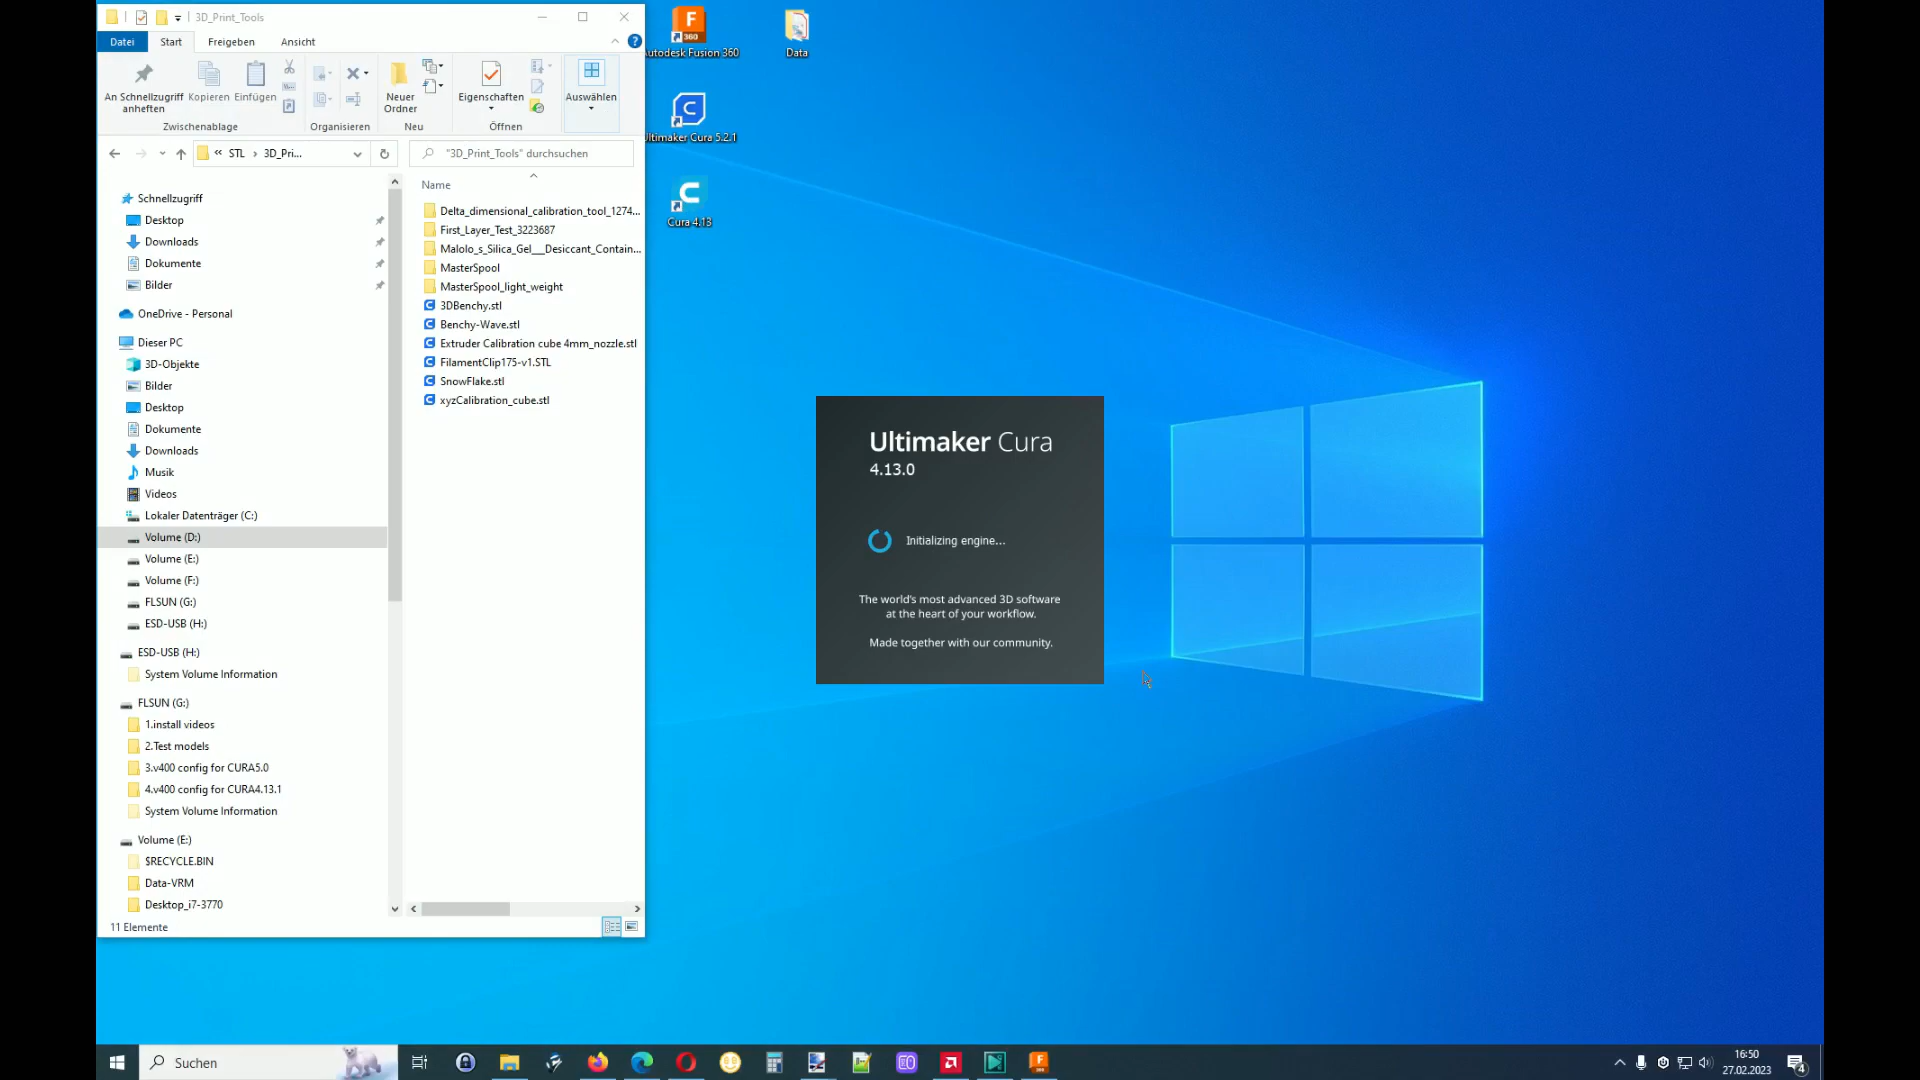 3D_Print_Tools
Datei
Start
Freigeben
Ansicht
An Schnellzugriff
anheften
Kopieren
Einfügen
Zwischenablage
Organisieren
Neuer
Ordner
Neu
Eigenschaften
Öffnen
Auswählen
« STL › 3D_Pri...
"3D_Print_Tools" durchsuchen
Schnellzugriff
Desktop
Downloads
Dokumente
Bilder
OneDrive - Personal
Dieser PC
3D-Objekte
Bilder
Desktop
Dokumente
Downloads
Musik
Videos
Lokaler Datenträger (C:)
Volume (D:)
Volume (E:)
Volume (F:)
FLSUN (G:)
ESD-USB (H:)
ESD-USB (H:)
System Volume Information
FLSUN (G:)
1.install videos
2.Test models
3.v400 config for CURA5.0
4.v400 config for CURA4.13.1
System Volume Information
Volume (E:)
$RECYCLE.BIN
Data-VRM
Desktop_i7-3770
Name
Delta_dimensional_calibration_tool_1274...
First_Layer_Test_3223687
Malolo_s_Silica_Gel___Desiccant_Contain...
MasterSpool
MasterSpool_light_weight
3DBenchy.stl
Benchy-Wave.stl
Extruder Calibration cube 4mm_nozzle.stl
FilamentClip175-v1.STL
SnowFlake.stl
xyzCalibration_cube.stl
11 Elemente
F
360
utodesk Fusion 360
Data
ltimaker Cura 5.2.1
Cura 4.13
Ultimaker Cura
4.13.0
Initializing engine...
The world's most advanced 3D software
at the heart of your workflow.
Made together with our community.
Suchen
16:50
27.02.2023
4